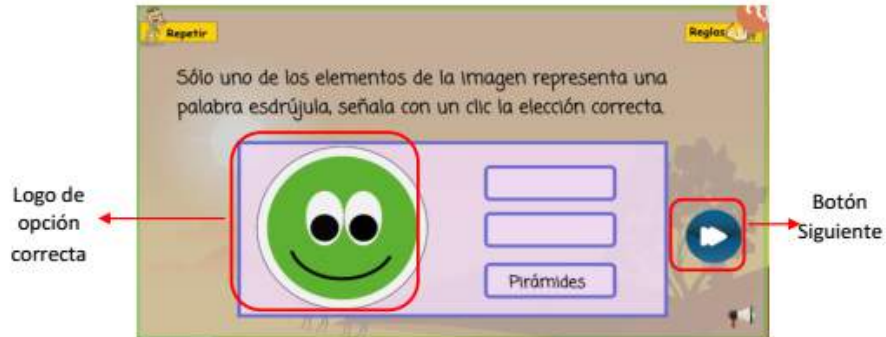 Repetir
Reglas
Sólo uno de los elementos de la imagen representa una
palabra esdrújula, señala con un clic la elección correcta.
Logo de
opción
correcta
Pirámides
Botón
Siguiente